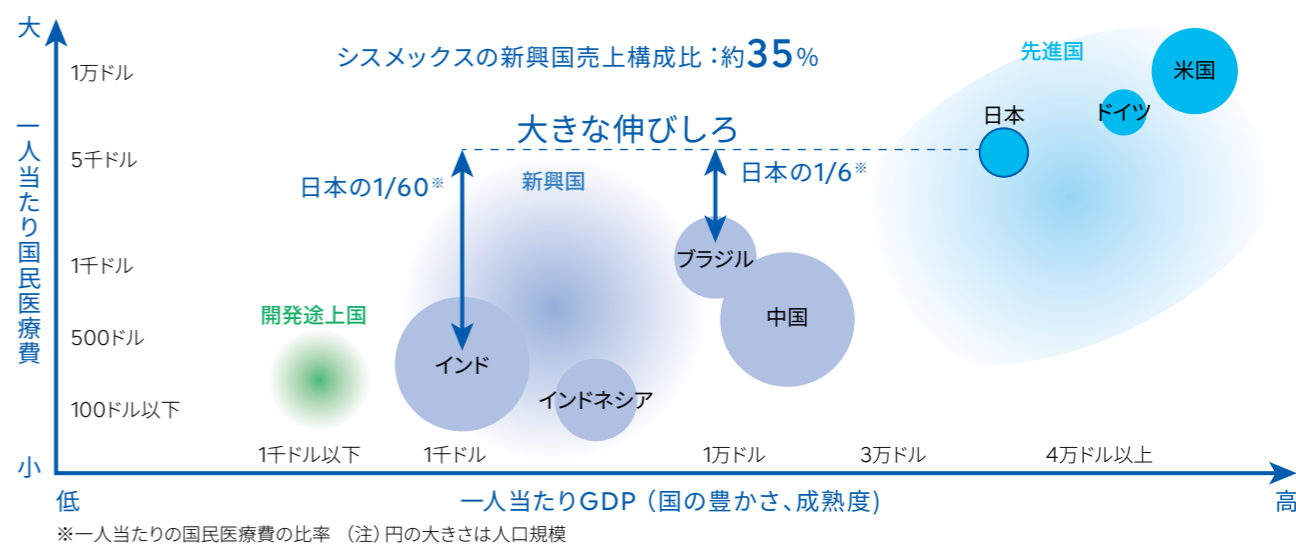 大
シスメックスの新興国売上構成比：約35%
先進国
1万ドル
米国
ドイツ
日本
大きな伸びしろ
5千ドル
日本の1/60※
新興国
日本の1/6※
一人当たり国民医療費
ブラジル
1千ドル
開発途上国
中国
500ドル
インド
インドネシア
100ドル以下
小
1千ドル以下
1千ドル
1万ドル
3万ドル
4万ドル以上
低
一人当たりGDP（国の豊かさ、成熟度）
高
※一人当たりの国民医療費の比率 （注）円の大きさは人口規模